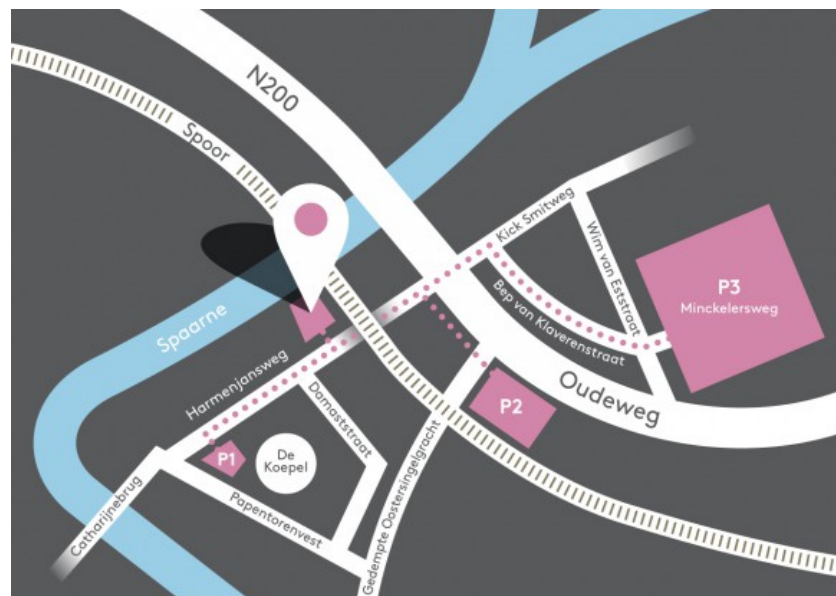 N200
Spoor
Kick Smitweg
Wim van Eststraat
P3
Minckelersweg
Bep van Klaverenstraat
Spaarne
Harmenjansweg
Damaststraat
Oudeweg
P2
P1
De
Koepel
Papentorenvest
Gedempte Oostersingelgracht
Catharijnebrug